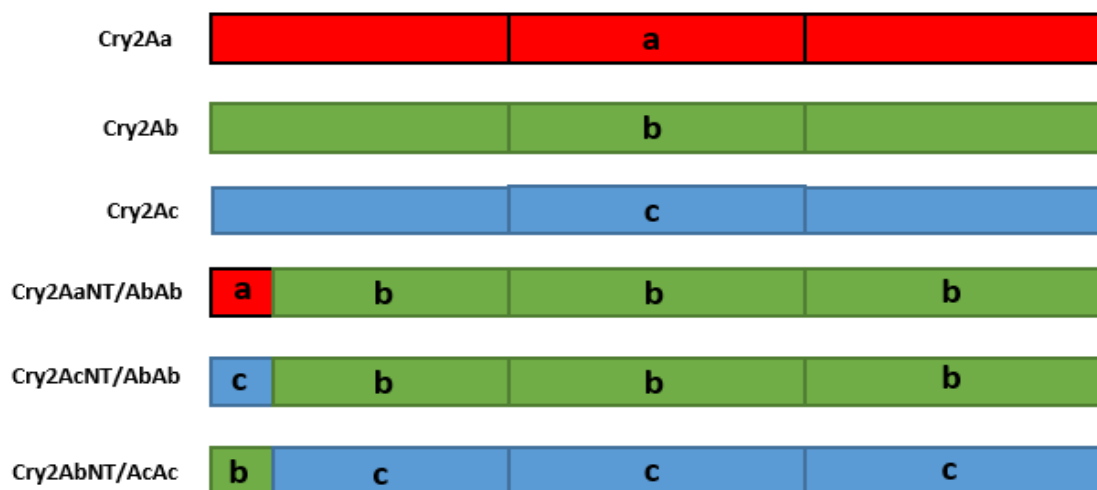 Cry2Aa a
Cry2Ab b
Cry2Ac c
Cry2AaNT/AbAb a b b b
Cry2AcNT/AbAb c b b b
Cry2AbNT/AcAc b c c c